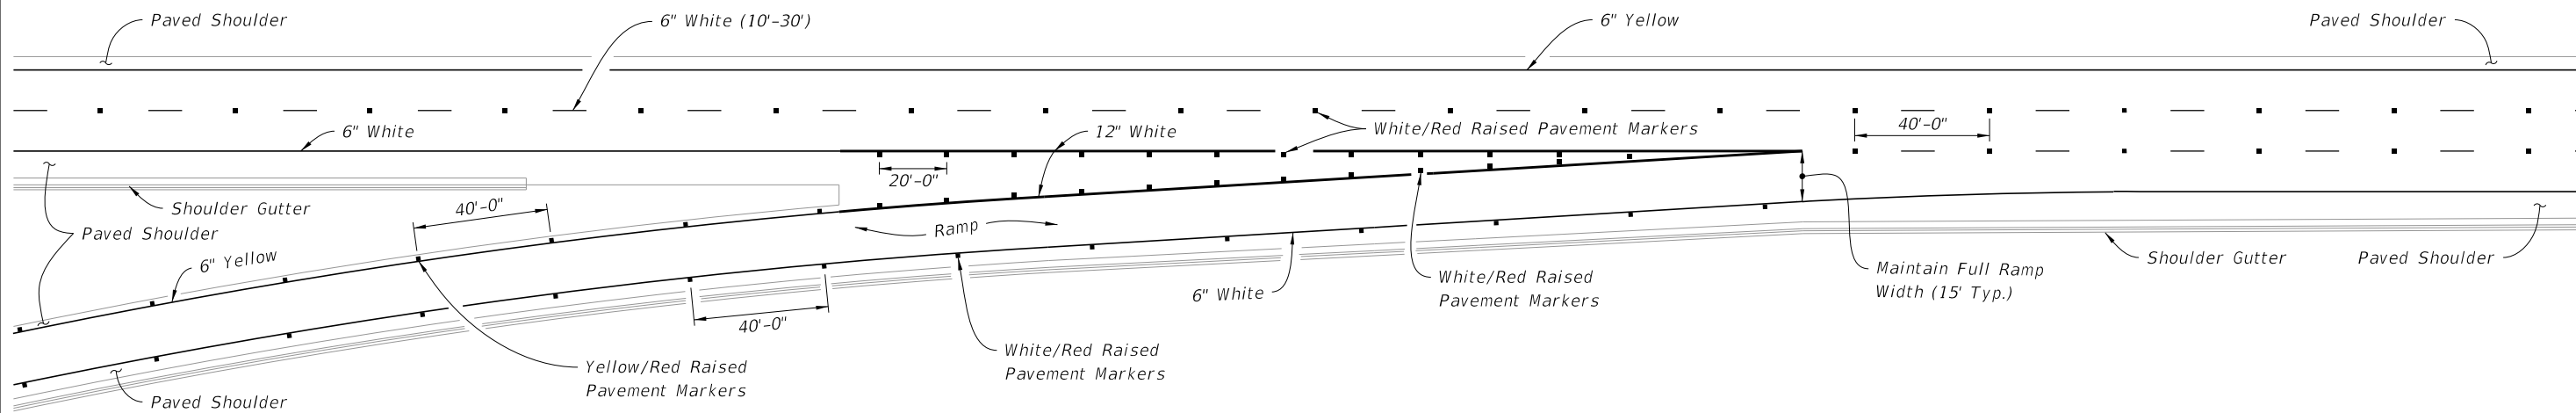 Paved Shoulder
6" White (10'-30')
6" Yellow
Paved Shoulder
6" White
12" White
White/Red Raised Pavement Markers
40'-0"
20'-0"
Shoulder Gutter
40'-0"
Paved Shoulder
Ramp
6" Yellow
White/Red Raised
Pavement Markers
Maintain Full Ramp
Width (15' Typ.)
Shoulder Gutter
Paved Shoulder
6" White
40'-0"
White/Red Raised
Pavement Markers
Yellow/Red Raised
Pavement Markers
Paved Shoulder